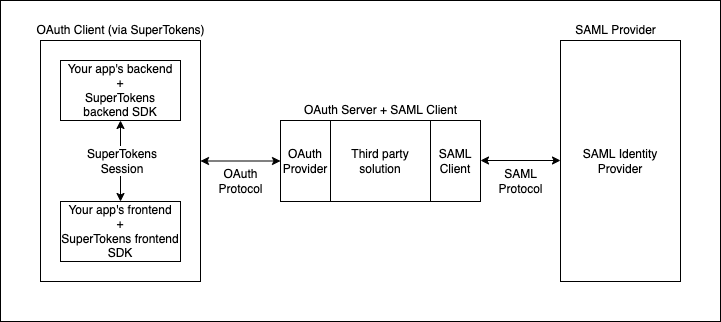 OAuth Client (via SuperTokens)
Your app's backend
+
SuperTokens
backend SDK
SuperTokens
Session
Your app's frontend
+
SuperTokens frontend
SDK
OAuth
Protocol
OAuth Server + SAML Client
OAuth
Provider
Third party
solution
SAML
Client
SAML
Protocol
SAML Provider
SAML Identity
Provider